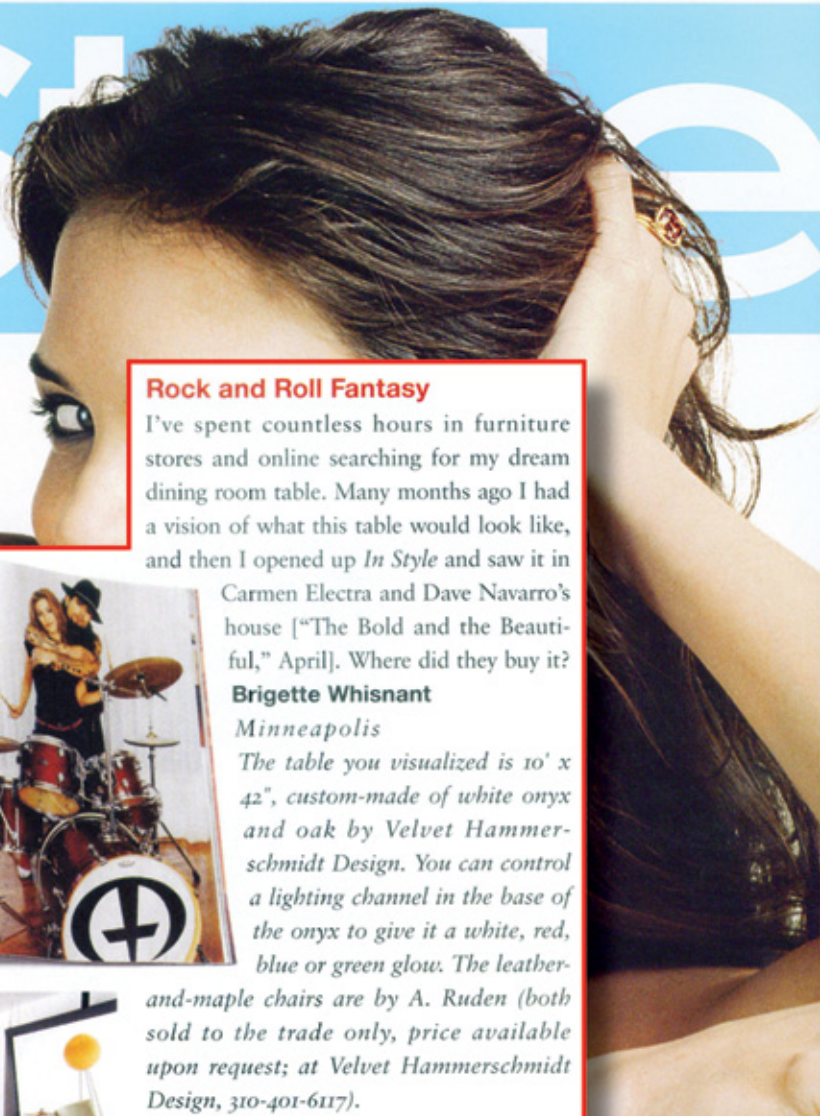 Style
Rock and Roll Fantasy
I've spent countless hours in furniture
stores and online searching for my dream
dining room table. Many months ago I had
a vision of what this table would look like,
and then I opened up In Style and saw it in
Carmen Electra and Dave Navarro's
house ["The Bold and the Beauti-
ful," April]. Where did they buy it?
Brigette Whisnant
Minneapolis
The table you visualized is 10' x
42", custom-made of white onyx
and oak by Velvet Hammer-
schmidt Design. You can control
a lighting channel in the base of
the onyx to give it a white, red,
blue or green glow. The leather-
and-maple chairs are by A. Ruden (both
sold to the trade only, price available
upon request; at Velvet Hammerschmidt
Design, 310-401-6117).